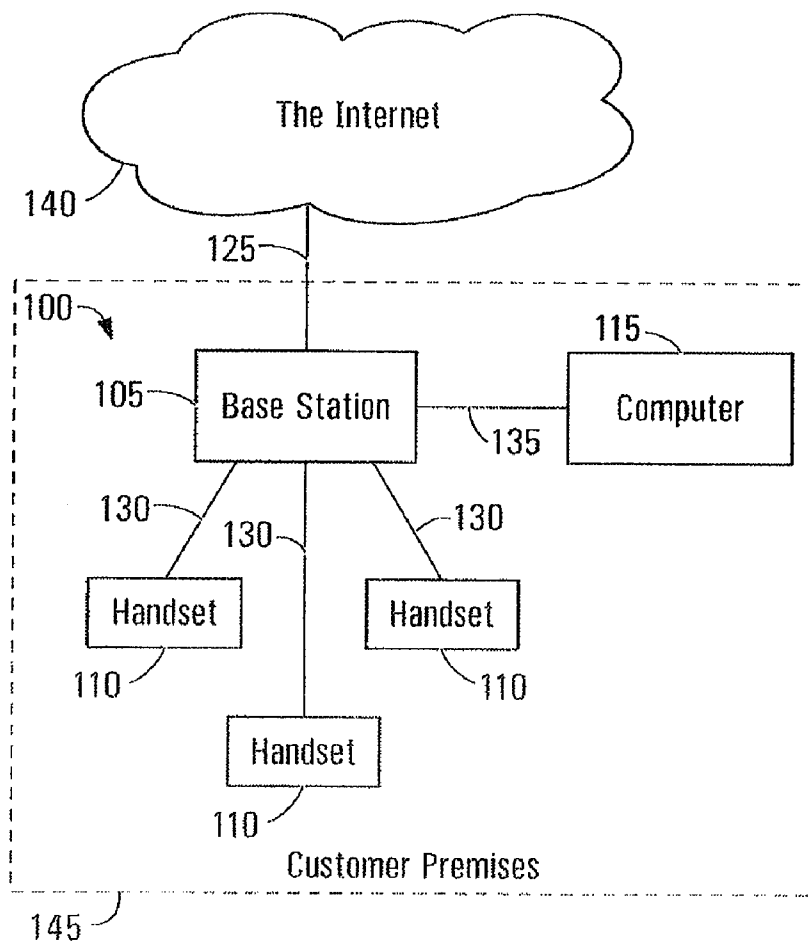 The Internet
140
125
100
115
105
Base Station
Computer
135
130
130
130
Handset
Handset
110
110
Handset
110
Customer Premises
145